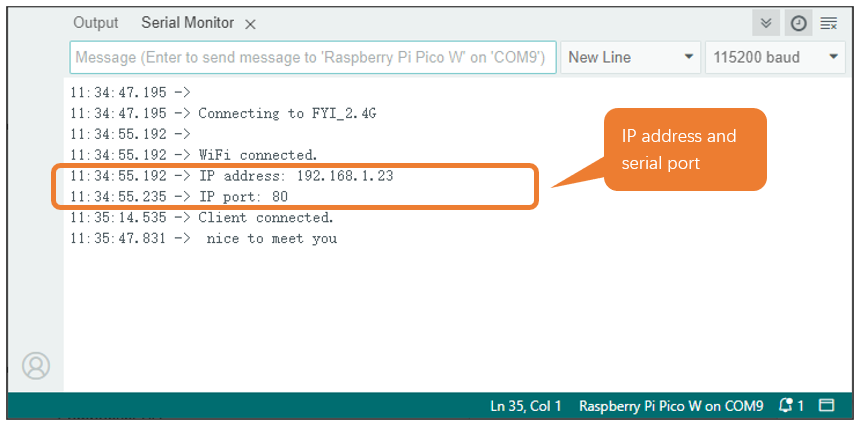 Output Serial Monitor
Message (Enter to send message to 'Raspberry Pi Pico W' on 'COM9') New Line 115200 baud
11:34:47.195 ->
11:34:47.195 -> Connecting to FYI_2.4G
11:34:55.192 ->
11:34:55.192 -> WiFi connected.
11:34:55.192 -> IP address: 192.168.1.23
11:34:55.235 -> IP port: 80
11:35:14.535 -> Client connected.
11:35:47.831 -> nice to meet you
IP address and
serial port
Ln 35, Col 1 Raspberry Pi Pico W on COM9 1